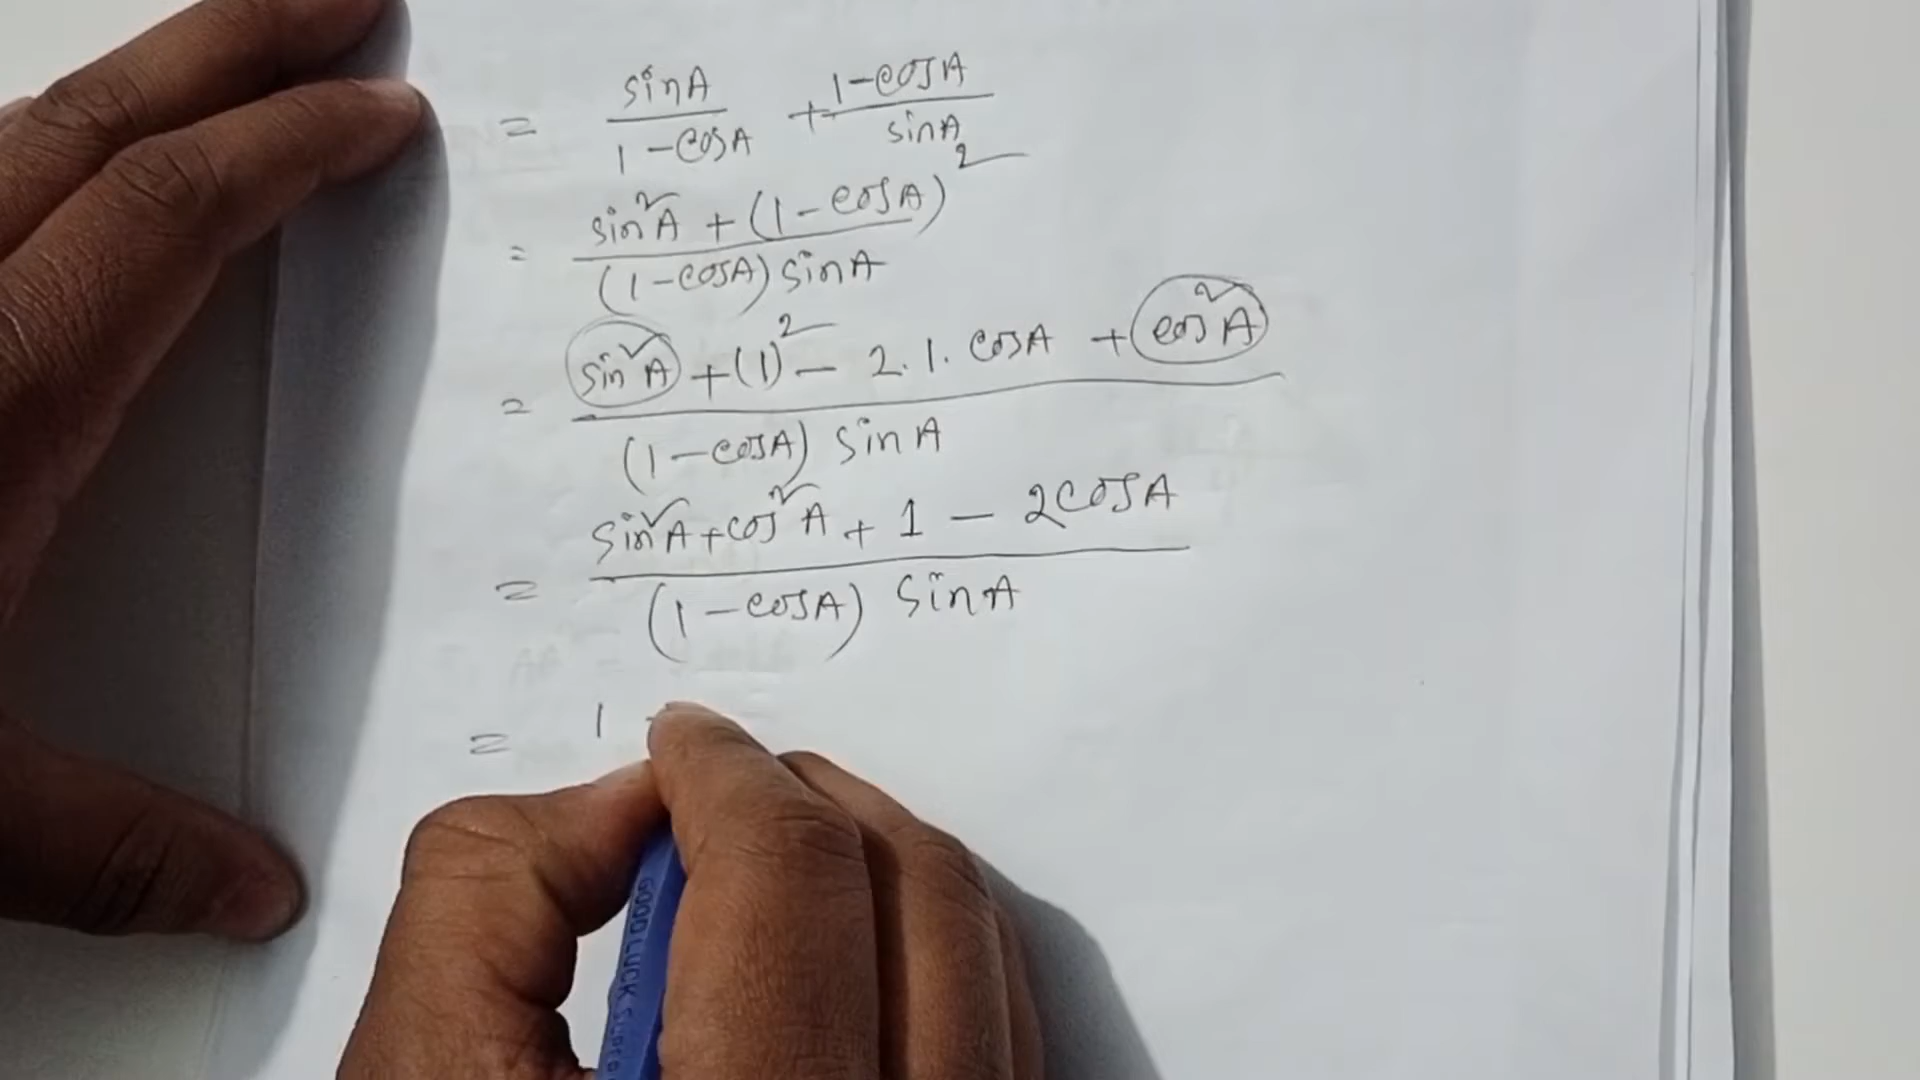 = sinA/(1-cosA) + (1-cosA)/sinA
= (sin²A + (1-cosA)²)/((1-cosA) sinA)
= (sin²A + (1)² - 2.1. cosA + cos²A)/((1-cosA) sinA)
= (sin²A + cos²A + 1 - 2cosA)/((1-cosA) sinA)
= 1
GOOD LUCK